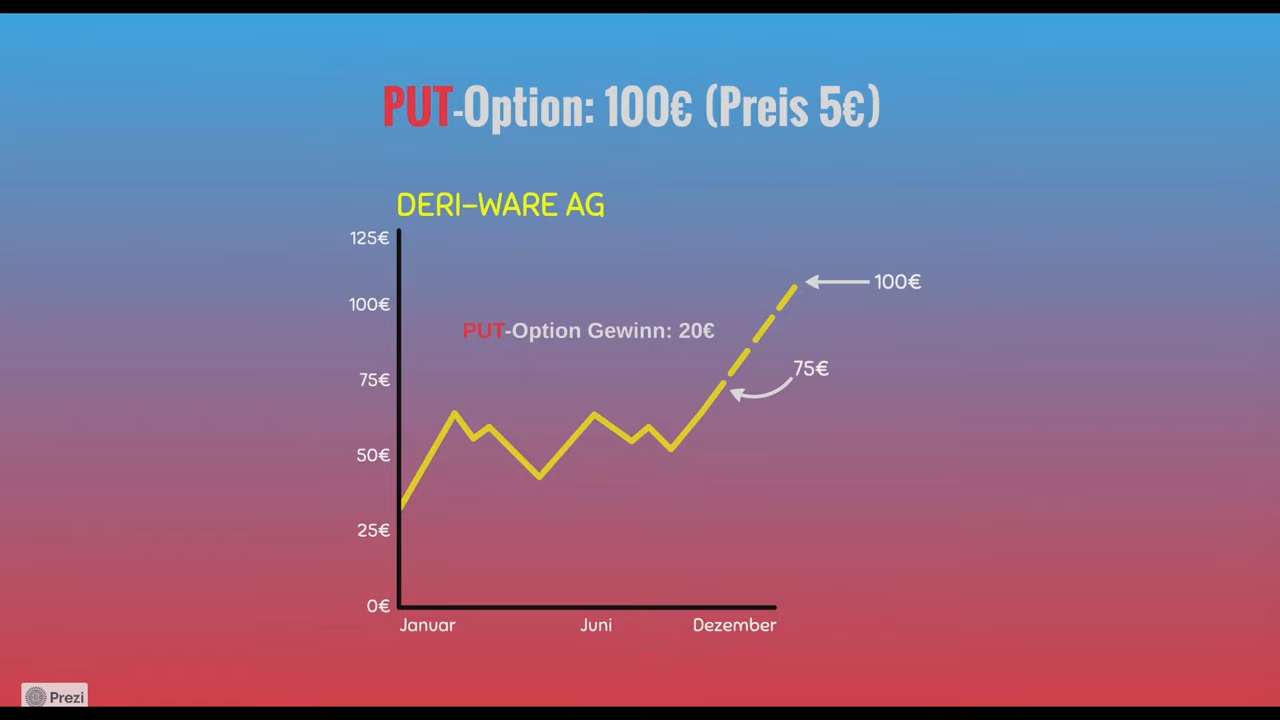 PUT-Option: 100€ (Preis 5€)
DERI-WARE AG
125€
100€
100€
PUT-Option Gewinn: 20€
75€
75€
50€
25€
0€
Januar Juni Dezember
Prezi